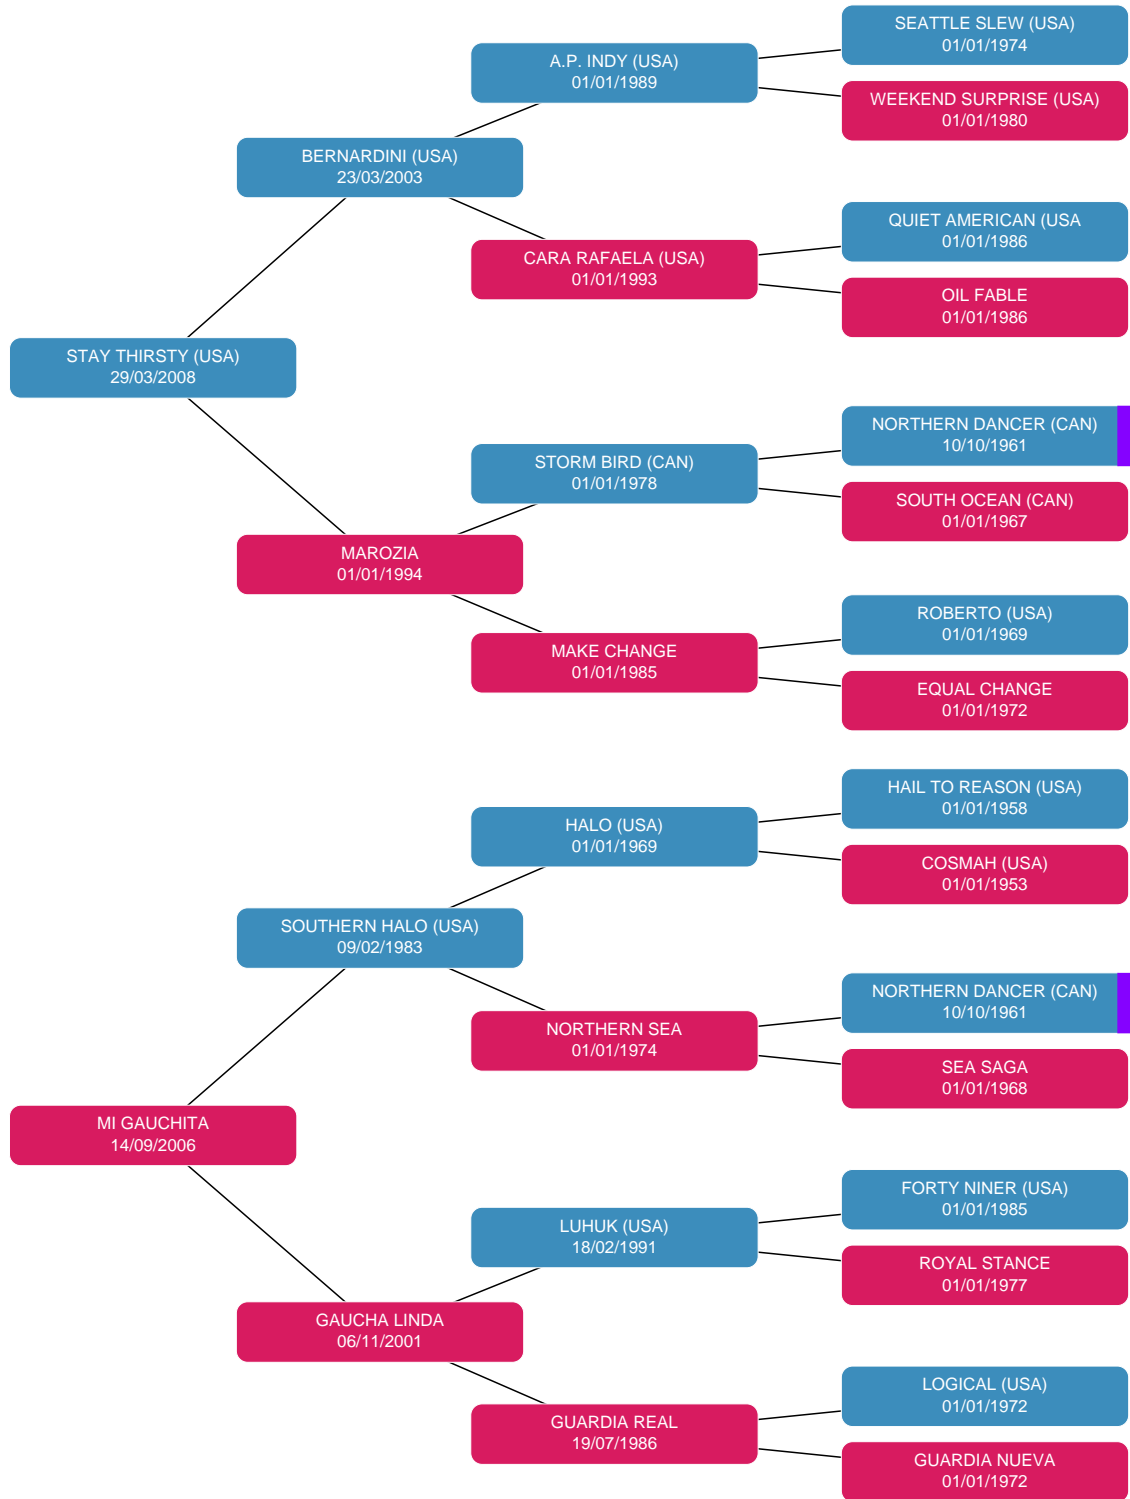 SEATTLE SLEW (USA)
01/01/1974
A.P. INDY (USA)
01/01/1989
WEEKEND SURPRISE (USA)
01/01/1980
BERNARDINI (USA)
23/03/2003
QUIET AMERICAN (USA
01/01/1986
CARA RAFAELA (USA)
01/01/1993
OIL FABLE
01/01/1986
STAY THIRSTY (USA)
29/03/2008
NORTHERN DANCER (CAN)
10/10/1961
STORM BIRD (CAN)
01/01/1978
SOUTH OCEAN (CAN)
01/01/1967
MAROZIA
01/01/1994
ROBERTO (USA)
01/01/1969
MAKE CHANGE
01/01/1985
EQUAL CHANGE
01/01/1972
HAIL TO REASON (USA)
01/01/1958
HALO (USA)
01/01/1969
COSMAH (USA)
01/01/1953
SOUTHERN HALO (USA)
09/02/1983
NORTHERN DANCER (CAN)
10/10/1961
NORTHERN SEA
01/01/1974
SEA SAGA
01/01/1968
MI GAUCHITA
14/09/2006
FORTY NINER (USA)
01/01/1985
LUHUK (USA)
18/02/1991
ROYAL STANCE
01/01/1977
GAUCHA LINDA
06/11/2001
LOGICAL (USA)
01/01/1972
GUARDIA REAL
19/07/1986
GUARDIA NUEVA
01/01/1972